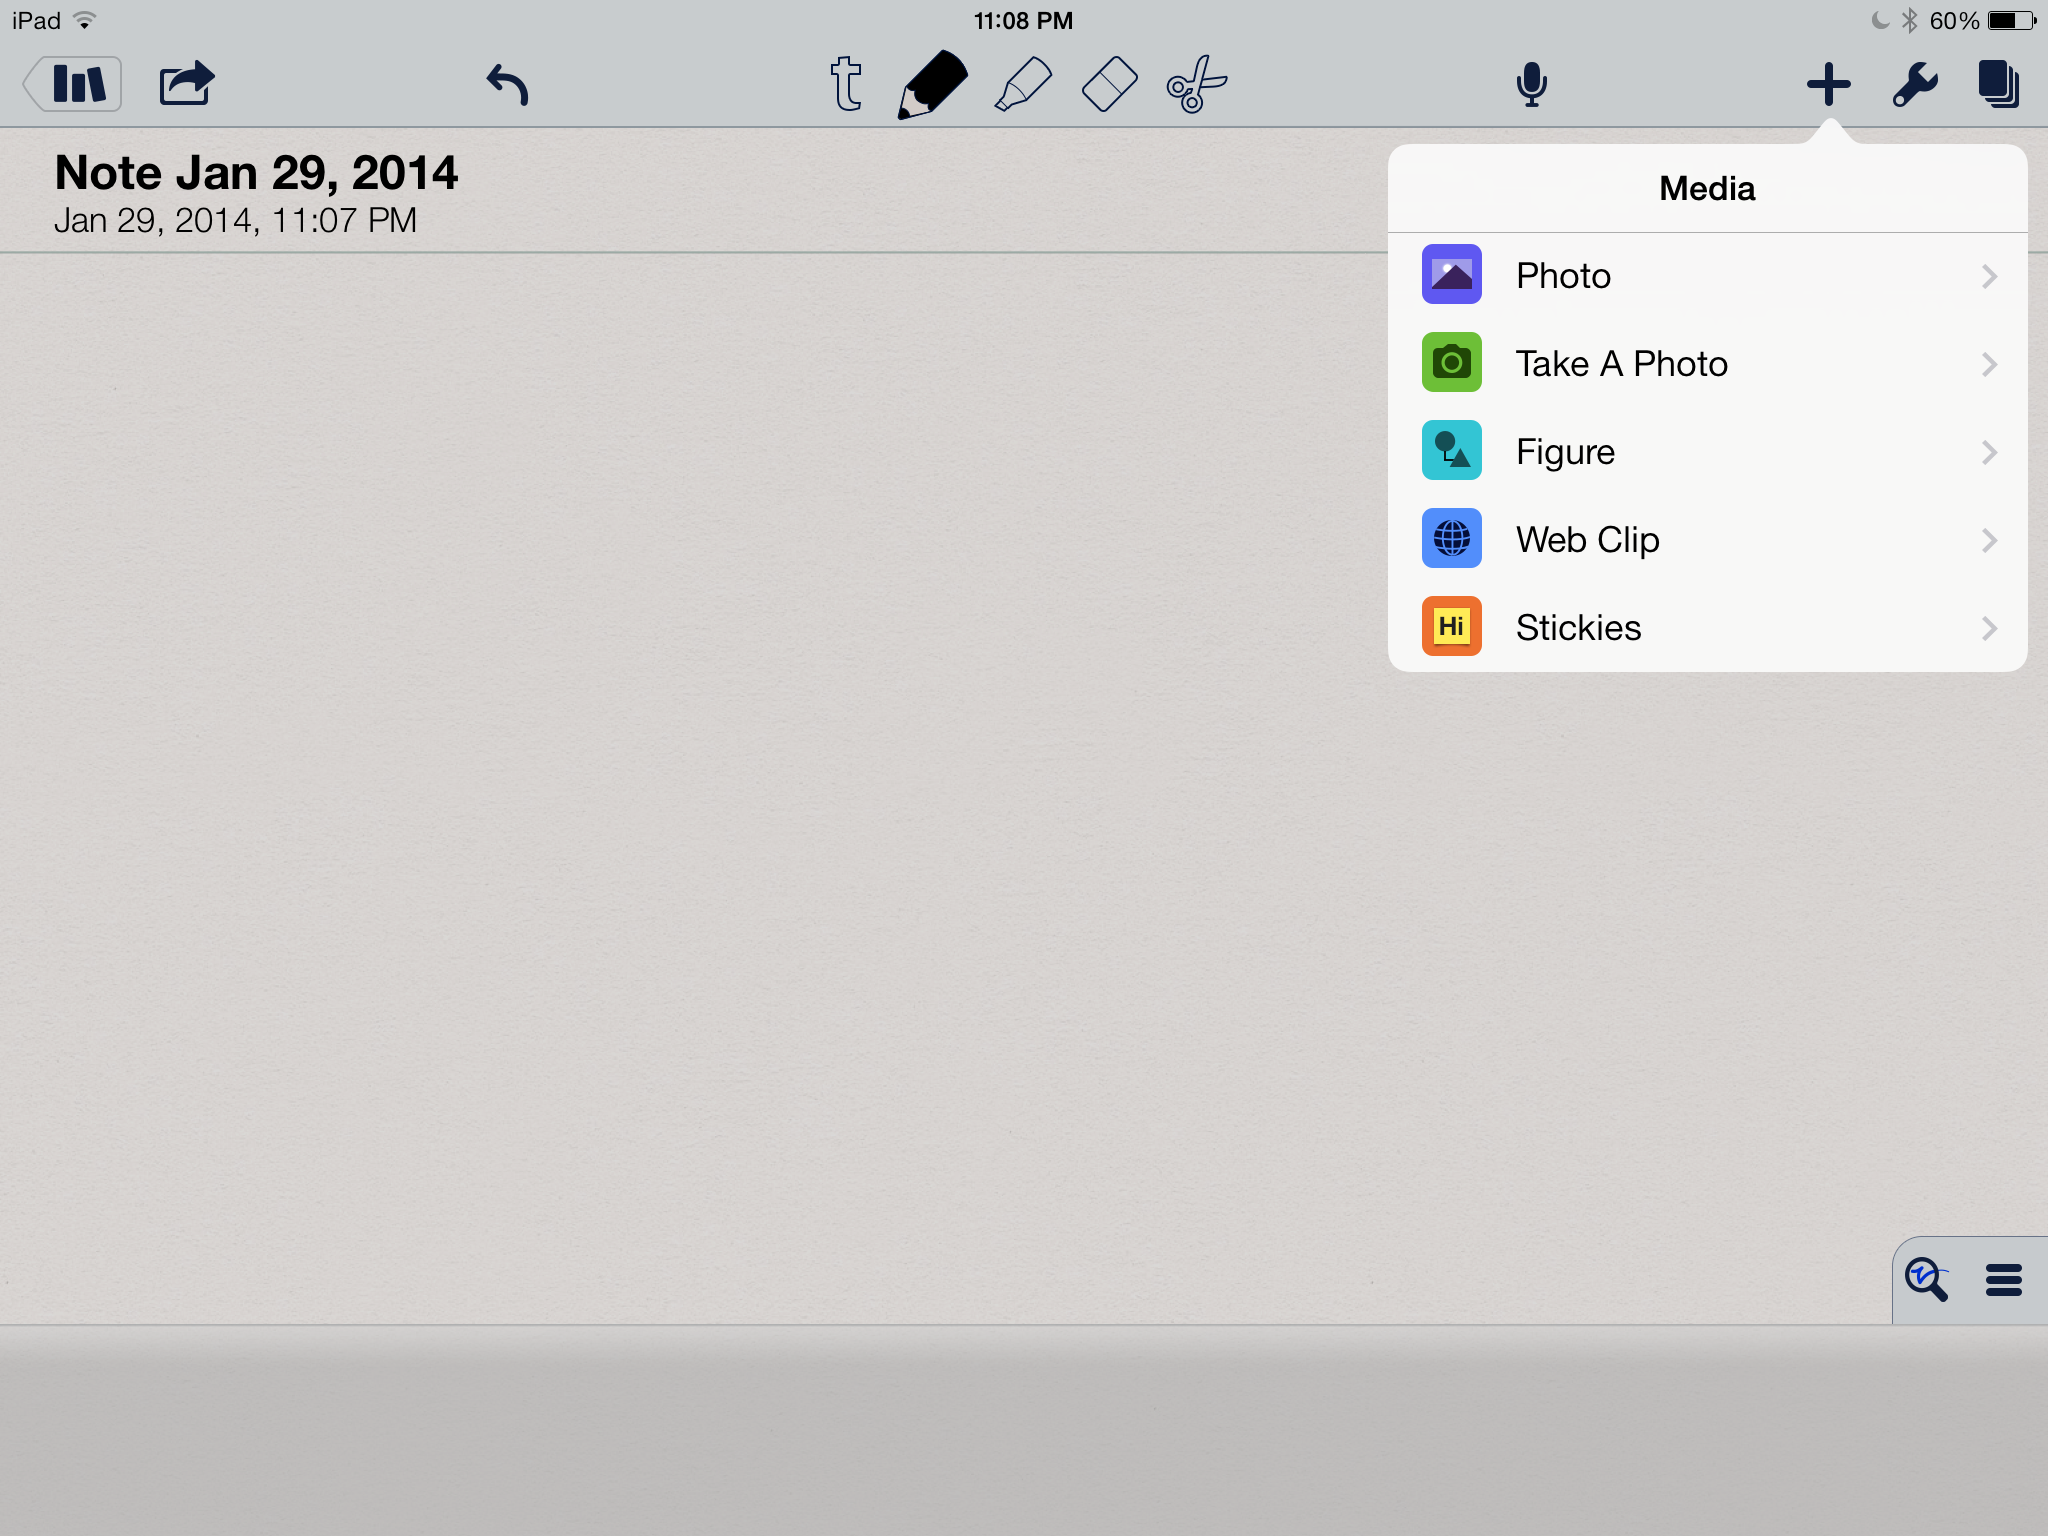 iPad 11:08 PM 60%
t
Note Jan 29, 2014
Jan 29, 2014, 11:07 PM
Media
Photo
Take A Photo
Figure
Web Clip
Hi Stickies